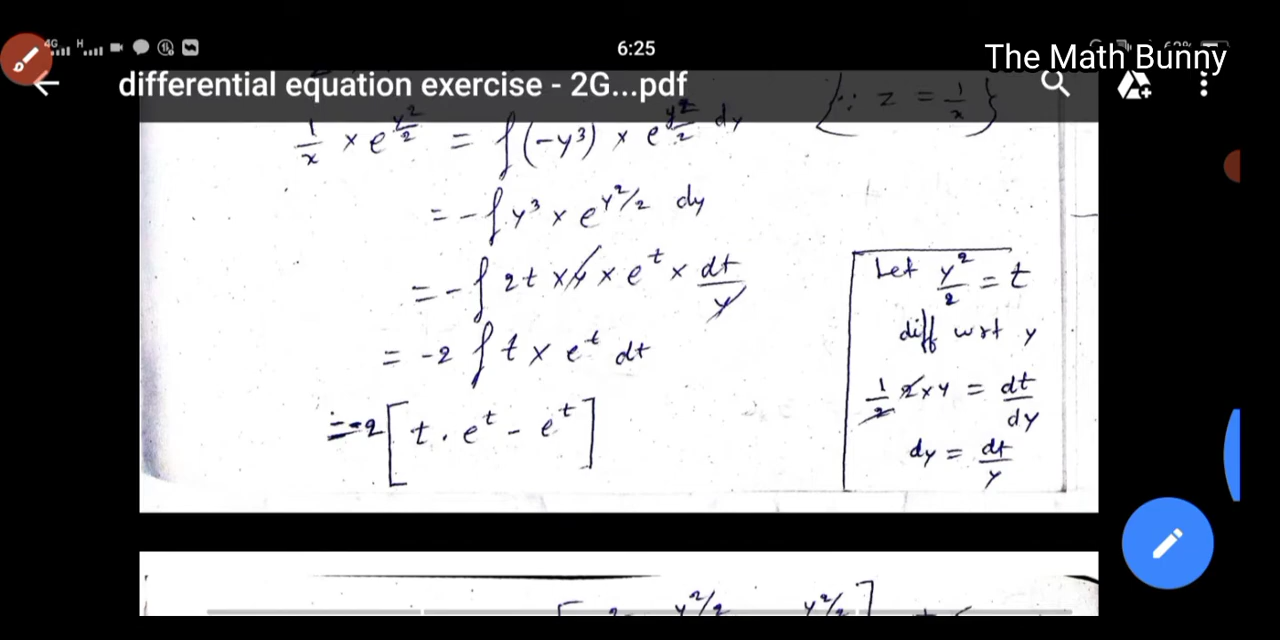 4G H 6:25
The Math Bunny
differential equation exercise - 2G...pdf
{∵ z = 1/x}
1/x × e^(y²/2) = ∫(-y³) × e^(y²/2) dy
= -∫ y³ × e^(y²/2) dy
= -∫ 2t × y × e^t × dt/y
= -2 ∫ t × e^t dt
= -2[t . e^t - e^t]
Let y²/2 = t
diff wrt y
1/2 2×y = dt/dy
dy = dt/y